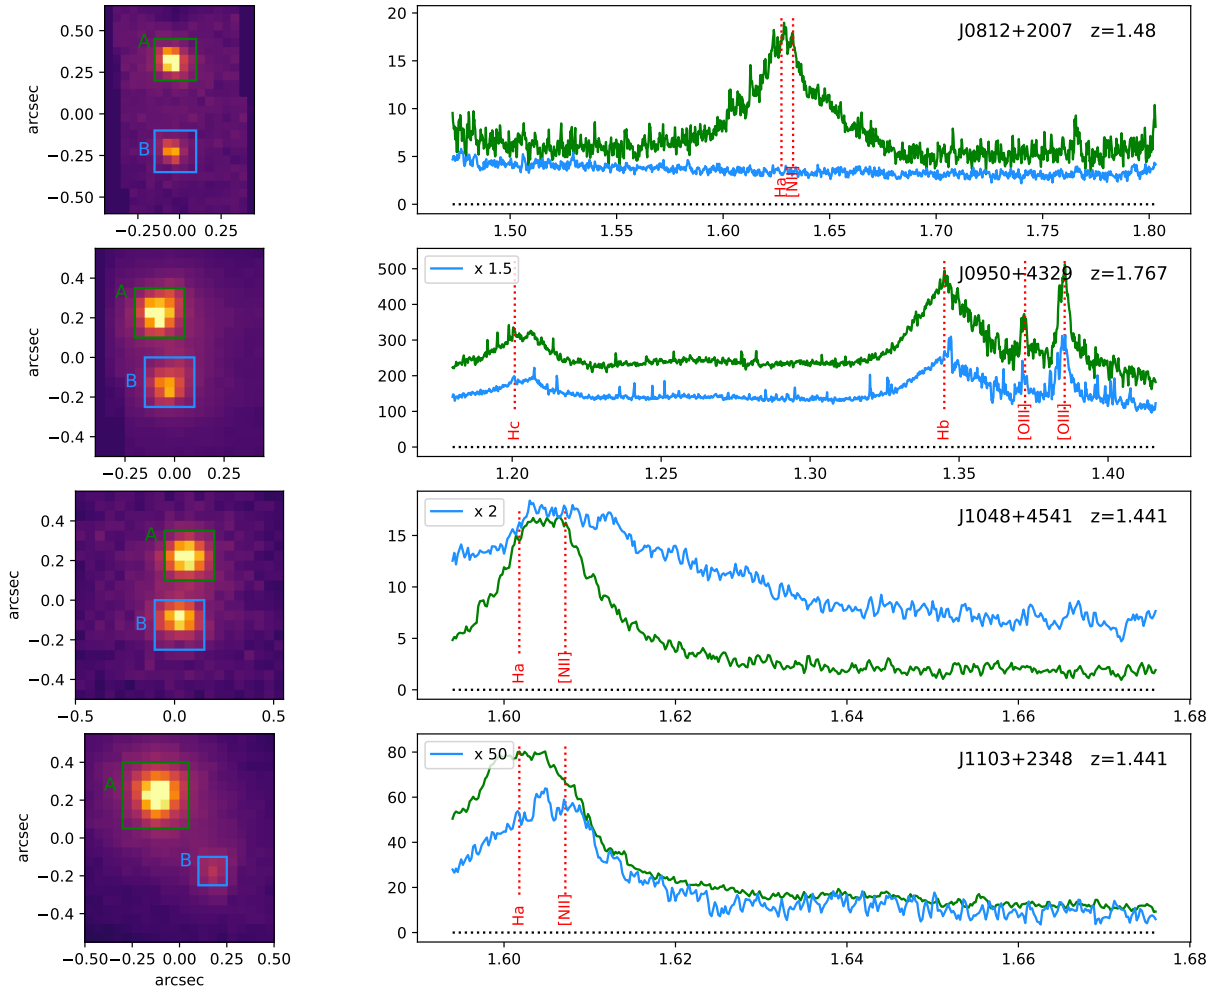 A
B
arcsec
0.50
0.25
0.00
−0.25
−0.50
−0.25
0.00
0.25
20
15
10
5
0
J0812+2007 z=1.48
Ha
[NII]
1.50
1.55
1.60
1.65
1.70
1.75
1.80
A
B
arcsec
0.4
0.2
0.0
−0.2
−0.4
−0.25
0.00
0.25
500
400
300
200
100
0
x 1.5
J0950+4329 z=1.767
Hc
Hb
[OIII]
[OIII]
1.20
1.25
1.30
1.35
1.40
A
B
arcsec
0.4
0.2
0.0
−0.2
−0.4
−0.5
0.0
0.5
15
10
5
0
x 2
J1048+4541 z=1.441
Ha
[NII]
1.60
1.62
1.64
1.66
1.68
A
B
arcsec
0.4
0.2
0.0
−0.2
−0.4
−0.50
−0.25
0.00
0.25
0.50
arcsec
80
60
40
20
0
x 50
J1103+2348 z=1.441
Ha
[NII]
1.60
1.62
1.64
1.66
1.68